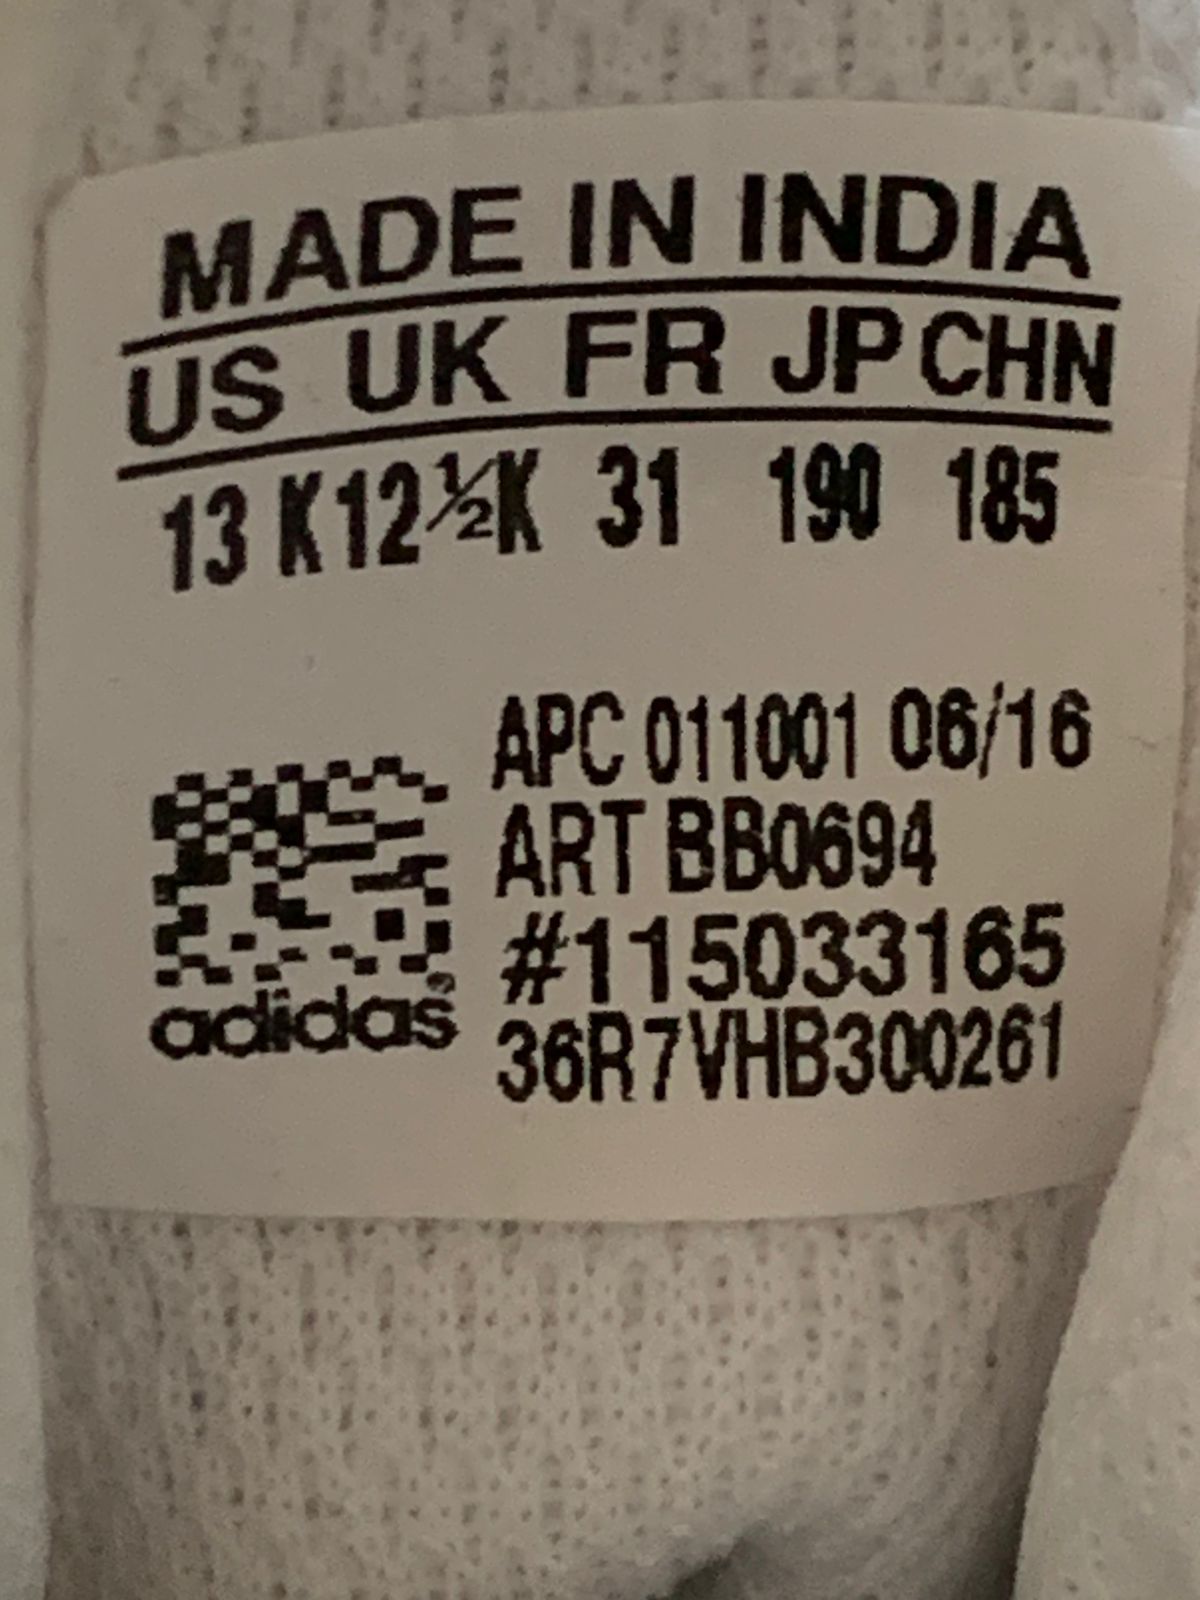 MADE IN INDIA
US UK FR JP CHN
13 K 12½K 31 190 185
APC 011001 06/16
ART BB0694
#115033165
36R7VHB300261
adidas